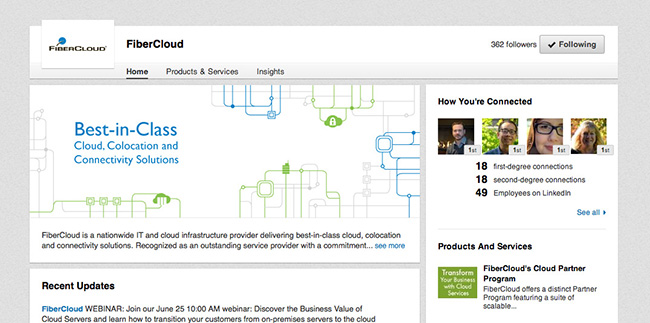 FIBERCLOUD
FiberCloud
362 followers
Following
Home
Products & Services
Insights
Best-in-Class
Cloud, Colocation and
Connectivity Solutions
FiberCloud is a nationwide IT and cloud infrastructure provider delivering best-in-class cloud, colocation
and connectivity solutions. Recognized as an outstanding service provider with a commitment... see more
Recent Updates
FiberCloud WEBINAR: Join our June 25 10:00 AM webinar: Discover the Business Value of
Cloud Servers and learn how to transition your customers from on-premises servers to the cloud
How You're Connected
1st
1st
1st
1st
18 first-degree connections
18 second-degree connections
49 Employees on LinkedIn
See all
Products And Services
Transform
Your Business
with Cloud
Services
FiberCloud's Cloud Partner
Program
FiberCloud offers a distinct Partner
Program featuring a suite of
scalable...